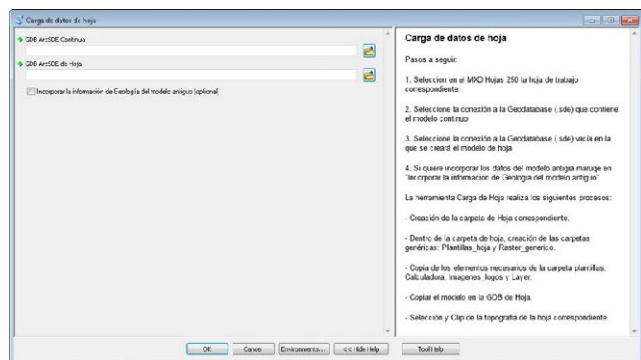 Carga de datos de hoja
GDB ArcSDE Continua
GDB ArcSDE de Hoja
Incorporar la información de Geología del modelo antiguo (optional)
OK
Cancel
Environments...
<< Hide Help
Carga de datos de hoja
Pasos a seguir:
1. Seleccion en el MXD Hojas 250 la hoja de trabajo
correspondiente.
2. Seleccione la conexión a la Geodatabase (.sde) que contiene
el modelo continuo
3. Seleccione la conexión a la Geodatabase (.sde) vacía en la
que se creará el modelo de hoja
4. Si quiere incorporar los datos del modelo antiguo marque en
"Incorporar la información de Geología del modelo antiguo"
La herramienta Carga de Hoja realiza los siguientes procesos:
- Creación de la carpeta de Hoja correspondiente.
- Dentro de la carpeta de hoja, creación de las carpetas
genéricas: Plantillas_hoja y Raster_generico.
- Copia de los elementos necesarios de la carpeta plantillas:
Calculadora, Imagenes_logos y Layer.
- Copiar el modelo en la GDB de Hoja.
- Selección y Clip de la topografía de la hoja correspondiente.
Tool Help